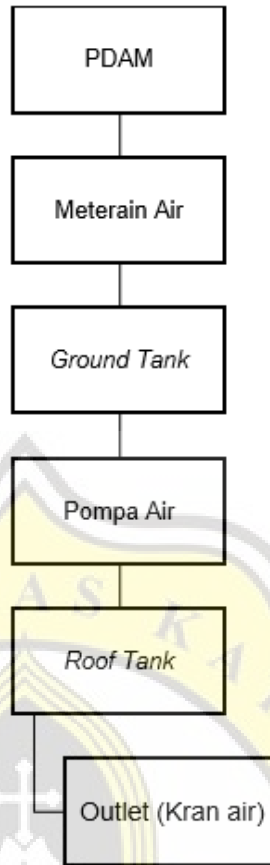 PDAM
Meterain Air
Ground Tank
Pompa Air
A S K A
Roof Tank
Outlet (Kran air)